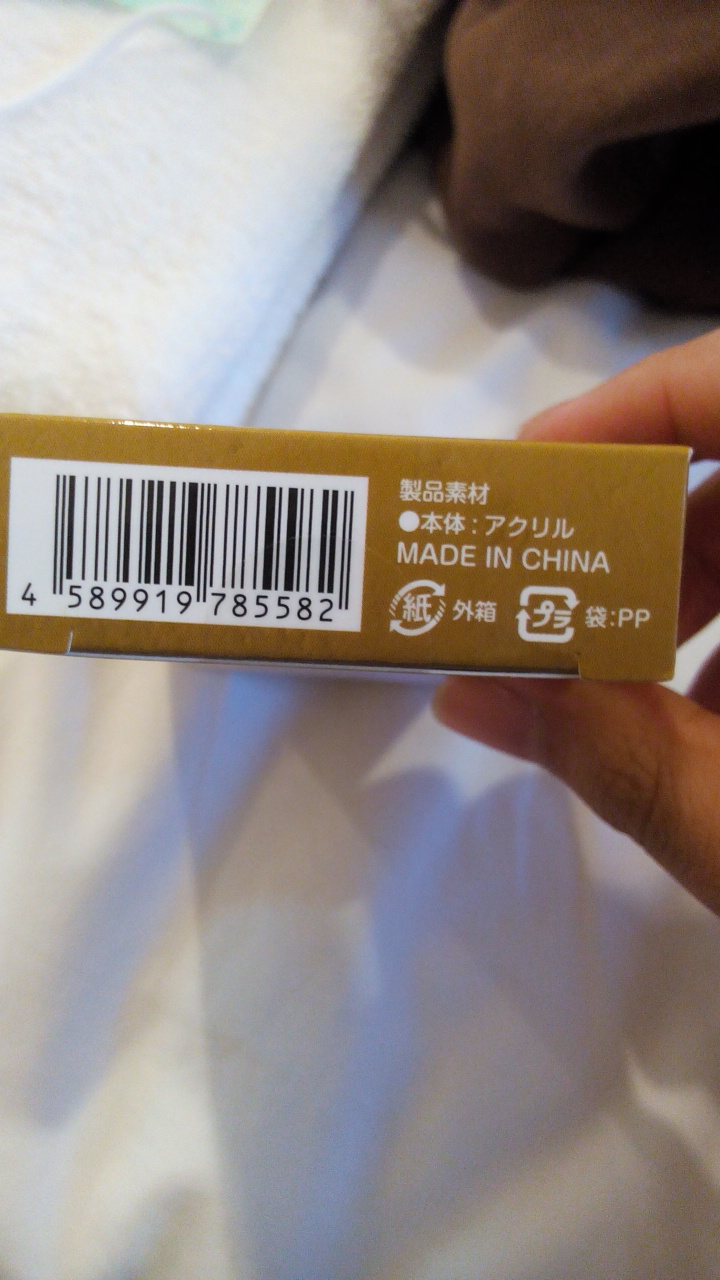 4 589919 785582
製品素材
●本体：アクリル
MADE IN CHINA
紙 外箱 プラ 袋:PP